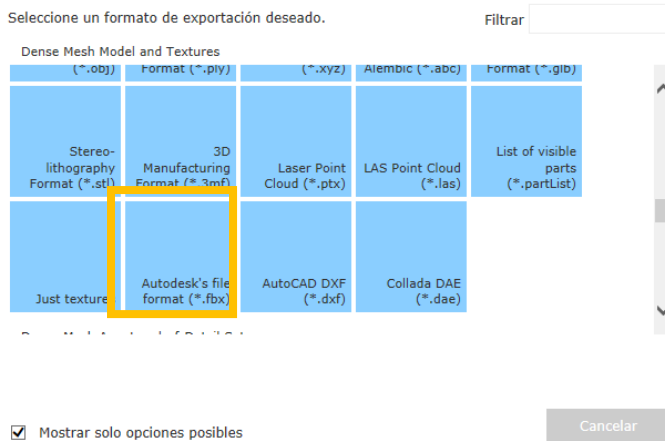 Seleccione un formato de exportación deseado.
Filtrar
Dense Mesh Model and Textures
(*.obj)
Format (*.ply)
(*.xyz)
Alembic (*.abc)
Format (*.glb)
Stereo-
lithography
Format (*.stl)
3D
Manufacturing
Format (*.3mf)
Laser Point
Cloud (*.ptx)
LAS Point Cloud
(*.las)
List of visible
parts
(*.partList)
Just textures
Autodesk's file
format (*.fbx)
AutoCAD DXF
(*.dxf)
Collada DAE
(*.dae)
Mostrar solo opciones posibles
Cancelar